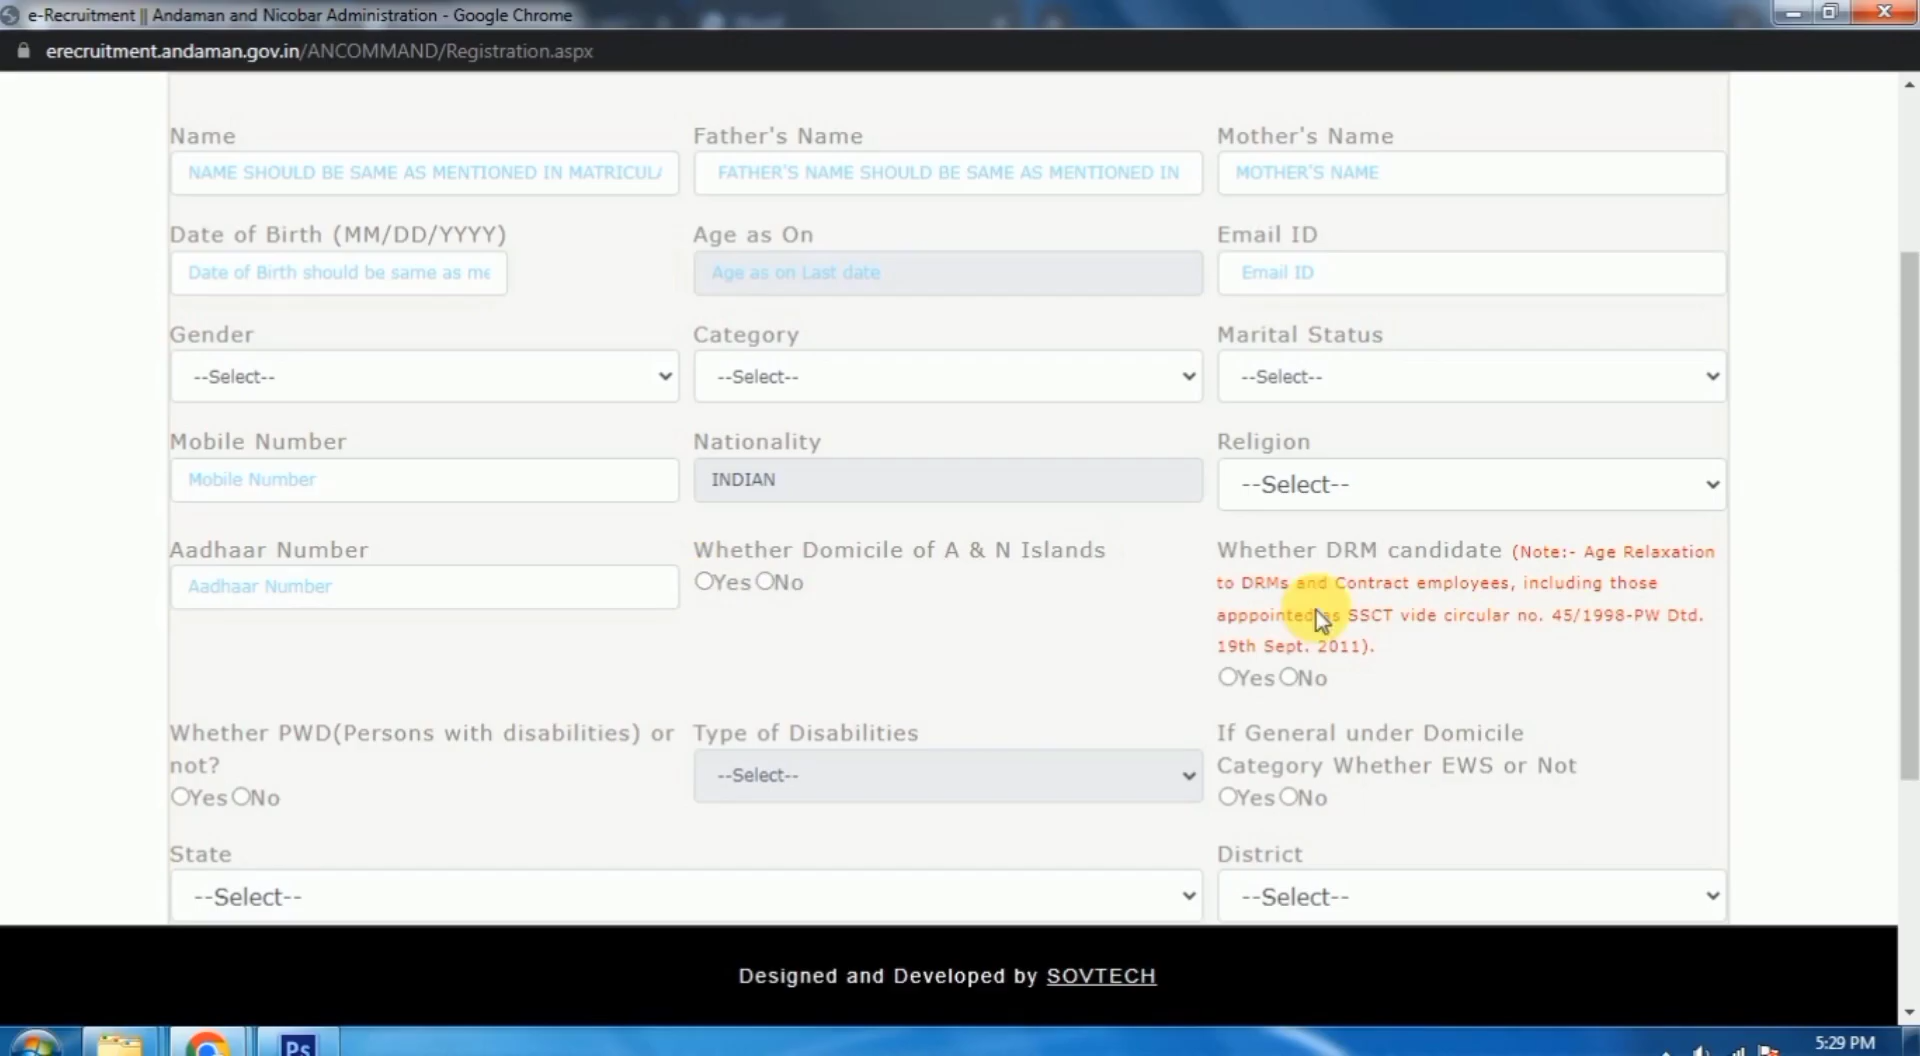 e-Recruitment || Andaman and Nicobar Administration - Google Chrome
erecruitment.andaman.gov.in/ANCOMMAND/Registration.aspx
Name
Father's Name
Mother's Name
NAME SHOULD BE SAME AS MENTIONED IN
FATHER'S NAME SHOULD BE SAME AS MENTIONED IN
MOTHER'S NAME
Date of Birth (MM/DD/YYYY)
Age as On
Email ID
Date of Birth should be same as
Age as on Last date
Email ID
Gender
Category
Marital Status
--Select--
--Select--
--Select--
Mobile Number
Nationality
Religion
Mobile Number
INDIAN
--Select--
Aadhaar Number
Whether Domicile of A & N Islands
Whether DRM candidate (Note:- Age Relaxation
to DRMs and Contract employees, including those
apppointed as SSCT vide circular no. 45/1998-PW Dtd.
19th Sept. 2011).
Aadhaar Number
Yes No
Yes No
Whether PWD(Persons with disabilities) or
not?
Type of Disabilities
If General under Domicile
Category Whether EWS or Not
Yes No
--Select--
Yes No
State
District
--Select--
--Select--
Designed and Developed by SOVTECH
Ps
5:29 PM